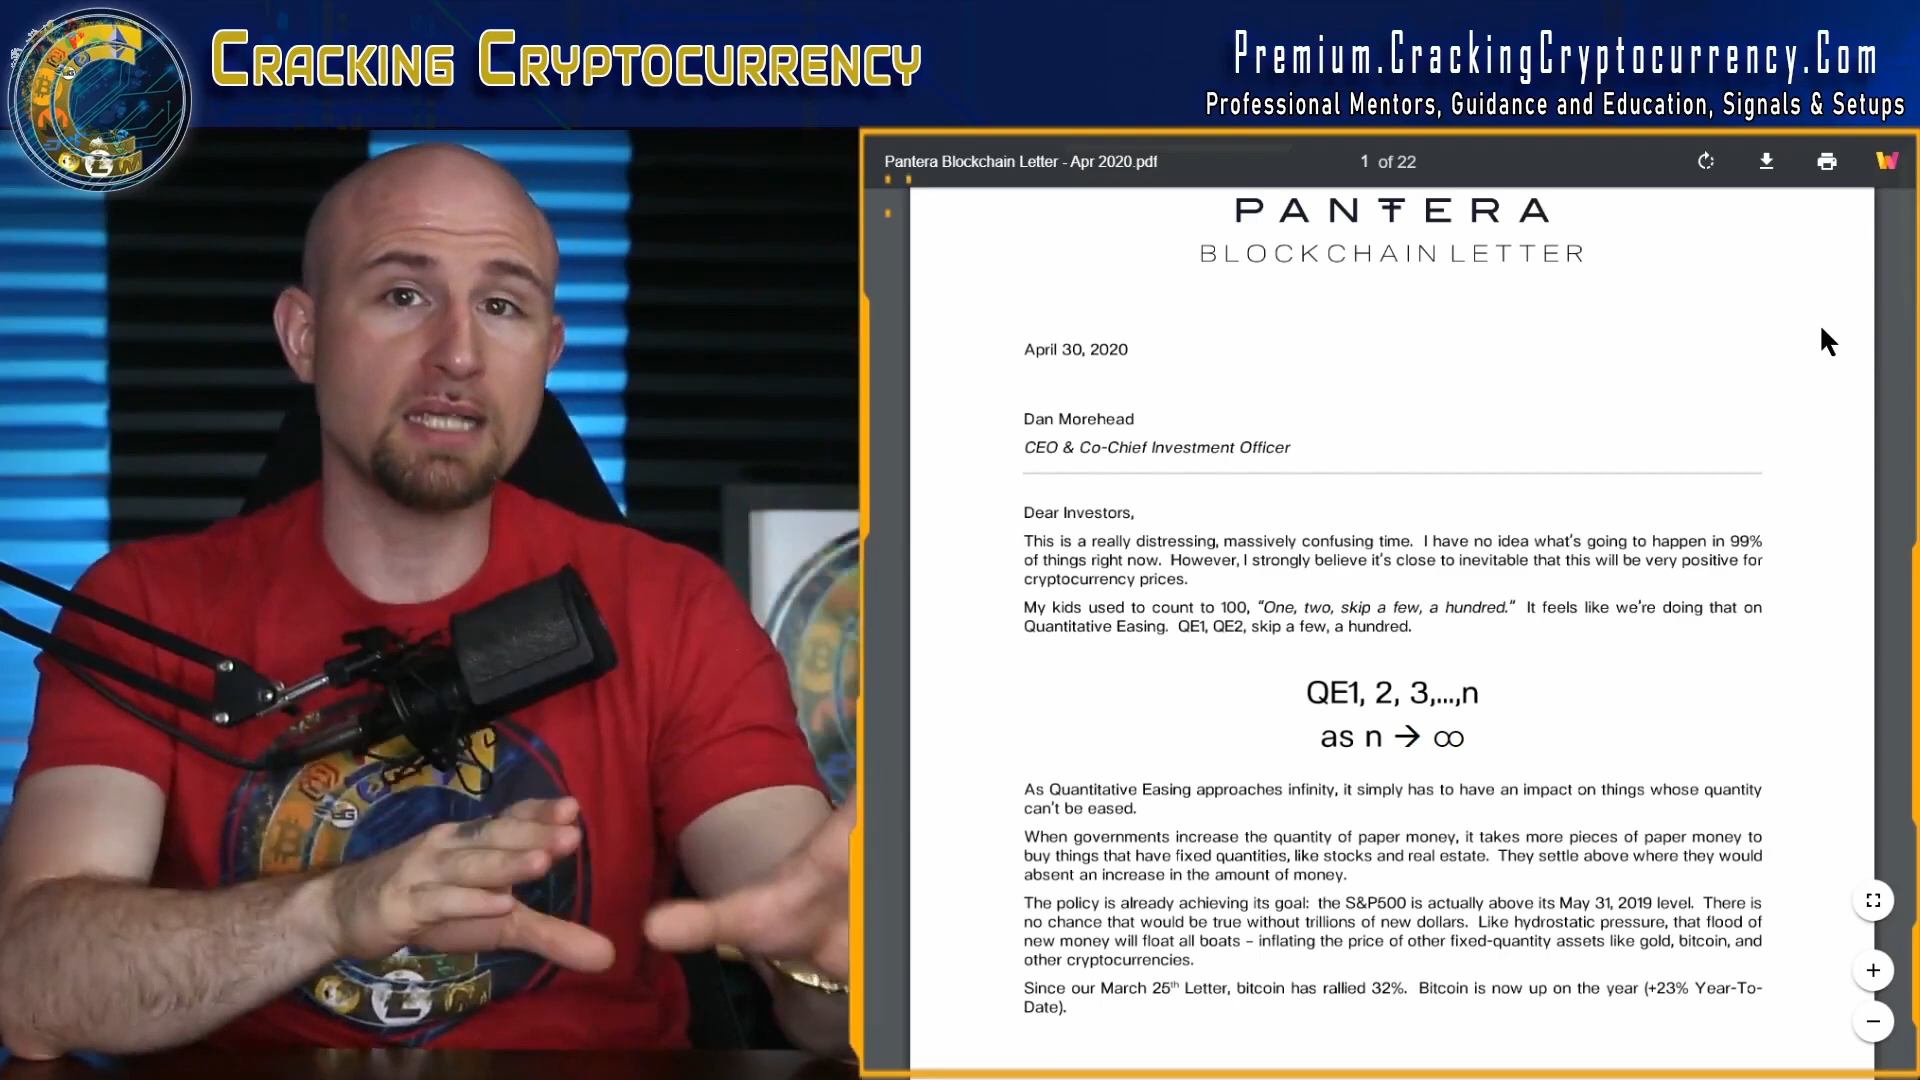 CRACKING CRYPTOCURRENCY
Premium.CrackingCryptocurrency.Com
Professional Mentors, Guidance and Education, Signals & Setups
Pantera Blockchain Letter - Apr 2020.pdf
1 of 22
PANTERA
BLOCKCHAIN LETTER
April 30, 2020
Dan Morehead
CEO & Co-Chief Investment Officer
Dear Investors,
This is a really distressing, massively confusing time. I have no idea what's going to happen in 99%
of things right now. However, I strongly believe it's close to inevitable that this will be very positive for
cryptocurrency prices.
My kids used to count to 100, "One, two, skip a few, a hundred." It feels like we're doing that on
Quantitative Easing. QE1, QE2, skip a few, a hundred.
QE1, 2, 3,...,n
as n → ∞
As Quantitative Easing approaches infinity, it simply has to have an impact on things whose quantity
can't be eased.
When governments increase the quantity of paper money, it takes more pieces of paper money to
buy things that have fixed quantities, like stocks and real estate. They settle above where they would
absent an increase in the amount of money.
The policy is already achieving its goal: the S&P500 is actually above its May 31, 2019 level. There is
no chance that would be true without trillions of new dollars. Like hydrostatic pressure, that flood of
new money will float all boats – inflating the price of other fixed-quantity assets like gold, bitcoin, and
other cryptocurrencies.
Since our March 25th Letter, bitcoin has rallied 32%. Bitcoin is now up on the year (+23% Year-To-
Date).